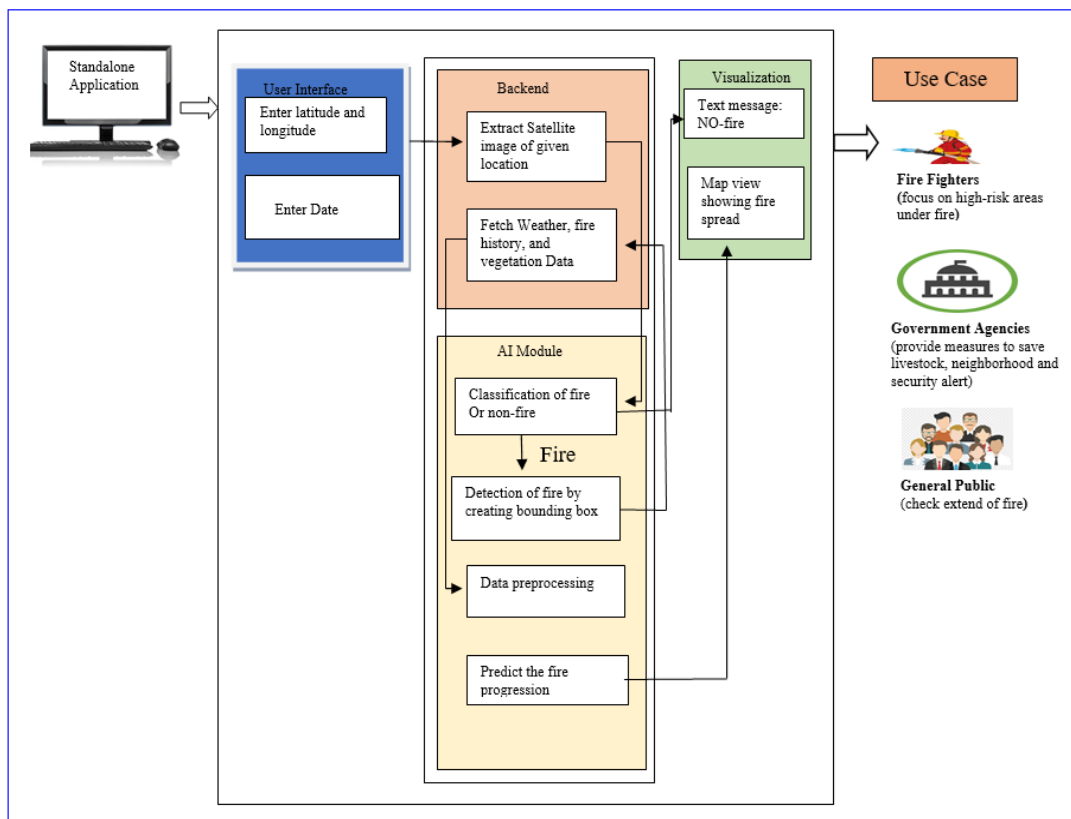 Standalone
Application
User Interface
Enter latitude and
longitude
Enter Date
Backend
Extract Satellite
image of given
location
Fetch Weather, fire
history, and
vegetation Data
AI Module
Classification of fire
Or non-fire
Fire
Detection of fire by
creating bounding box
Data preprocessing
Predict the fire
progression
Visualization
Text message:
NO-fire
Map view
showing fire
spread
Use Case
Fire Fighters
(focus on high-risk areas
under fire)
Government Agencies
(provide measures to save
livestock, neighborhood and
security alert)
General Public
(check extend of fire)